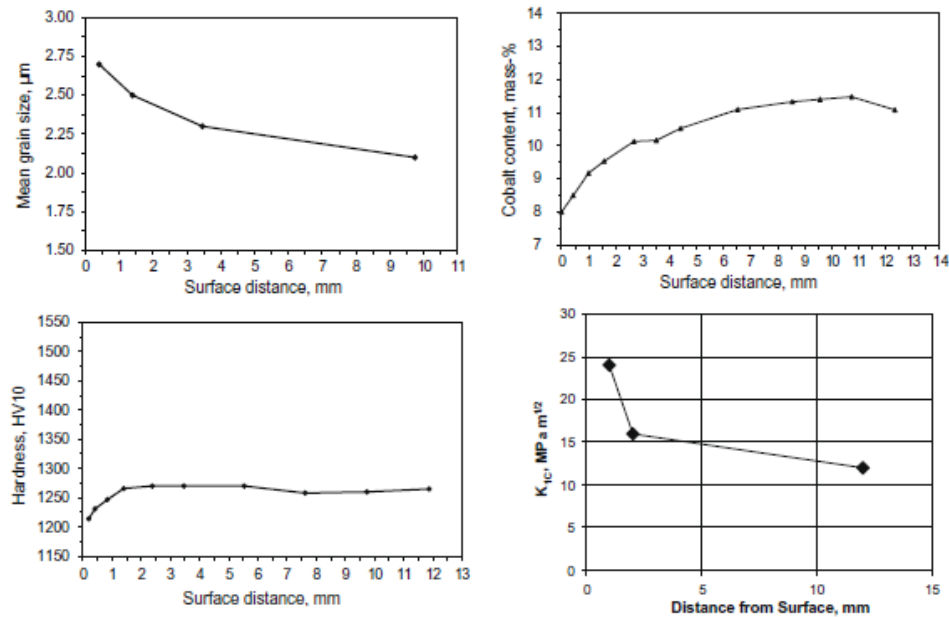 Mean grain size, µm
3.00
2.75
2.50
2.25
2.00
1.75
1.50
0 1 2 3 4 5 6 7 8 9 10 11
Surface distance, mm
Cobalt content, mass-%
14
13
12
11
10
9
8
7
0 1 2 3 4 5 6 7 8 9 10 11 12 13 14
Surface distance, mm
Hardness, HV10
1550
1500
1450
1400
1350
1300
1250
1200
1150
0 1 2 3 4 5 6 7 8 9 10 11 12 13
Surface distance, mm
K1C, MPa m1/2
30
25
20
15
10
5
0
0 5 10 15
Distance from Surface, mm